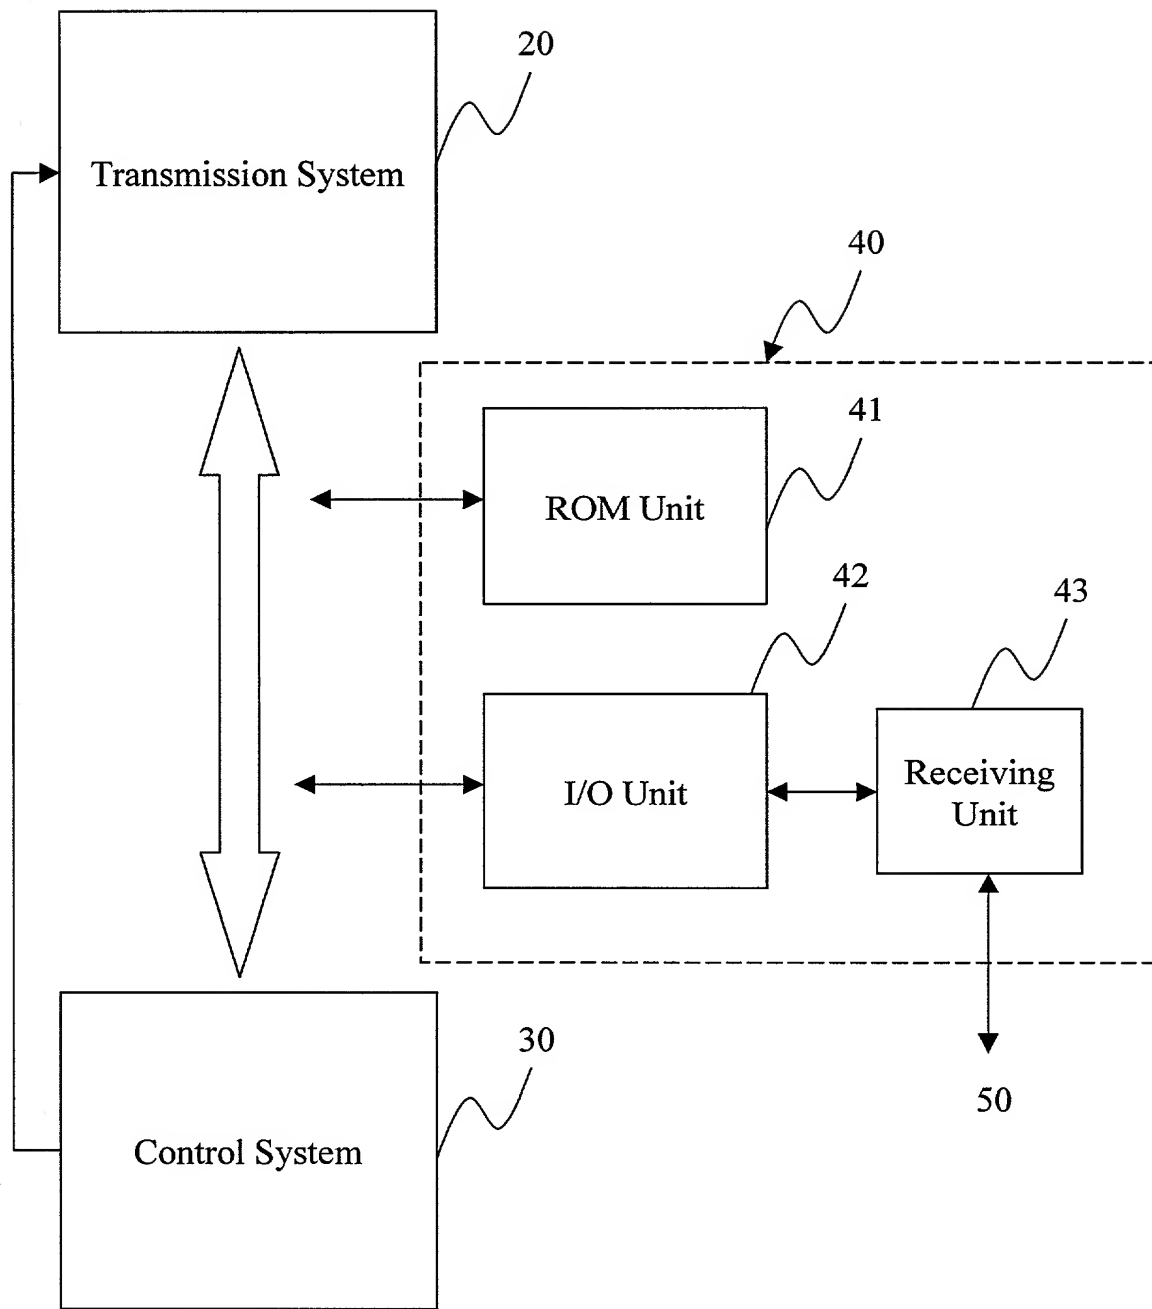 20
Transmission System
40
41
ROM Unit
42
43
I/O Unit
Receiving
Unit
30
50
Control System